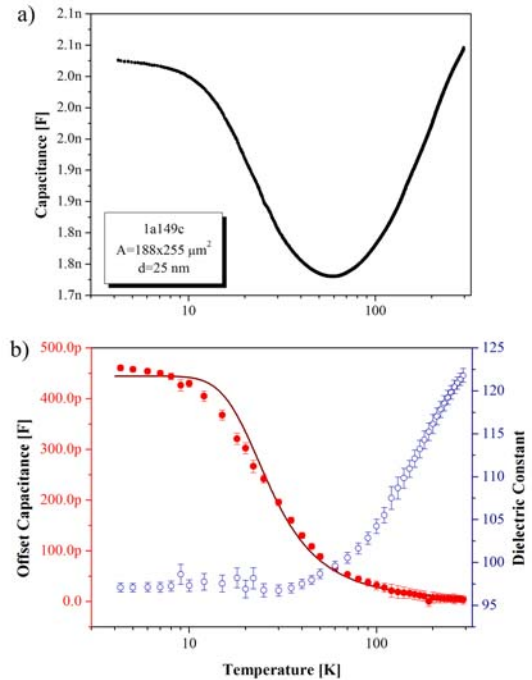 a)
2.1n
2.1n
2.0n
2.0n
1.9n
1.9n
1.8n
1.8n
1.7n
Capacitance [F]
1a149c
A=188x255 μm²
d=25 nm
10
100
b)
500.0p
400.0p
300.0p
200.0p
100.0p
0.0
Offset Capacitance [F]
125
120
115
110
105
100
95
Dielectric Constant
10
100
Temperature [K]